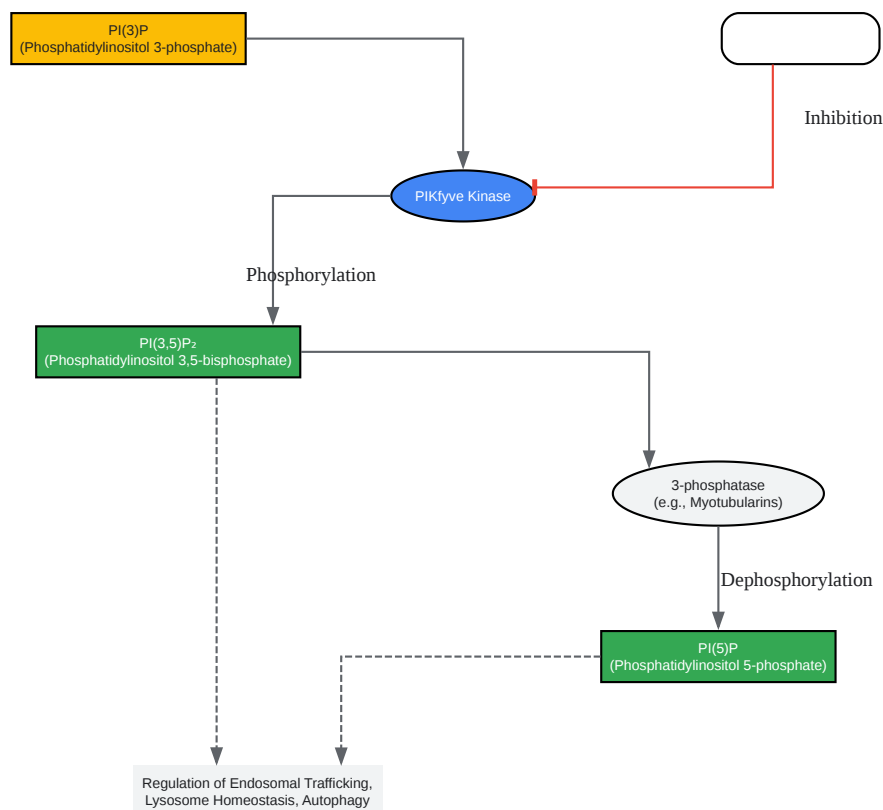 PI(3)P
(Phosphatidylinositol 3-phosphate)
Inhibition
PIKfyve Kinase
Phosphorylation
PI(3,5)P₂
(Phosphatidylinositol 3,5-bisphosphate)
3-phosphatase
(e.g., Myotubularins)
Dephosphorylation
PI(5)P
(Phosphatidylinositol 5-phosphate)
Regulation of Endosomal Trafficking,
Lysosome Homeostasis, Autophagy